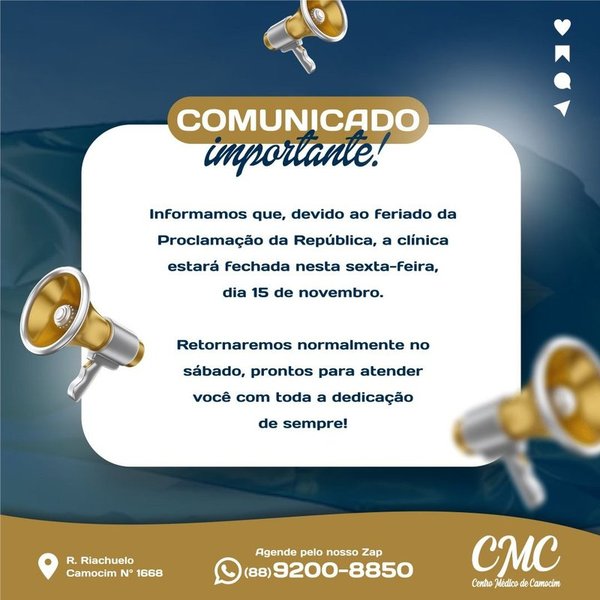 COMUNICADO
importante!
Informamos que, devido ao feriado da
Proclamação da República, a clínica
estará fechada nesta sexta-feira,
dia 15 de novembro.
Retornaremos normalmente no
sábado, prontos para atender
você com toda a dedicação
de sempre!
R. Riachuelo
Camocim Nº 1668
Agende pelo nosso Zap
(88)9200-8850
CMC
Centro Médico de Camocim